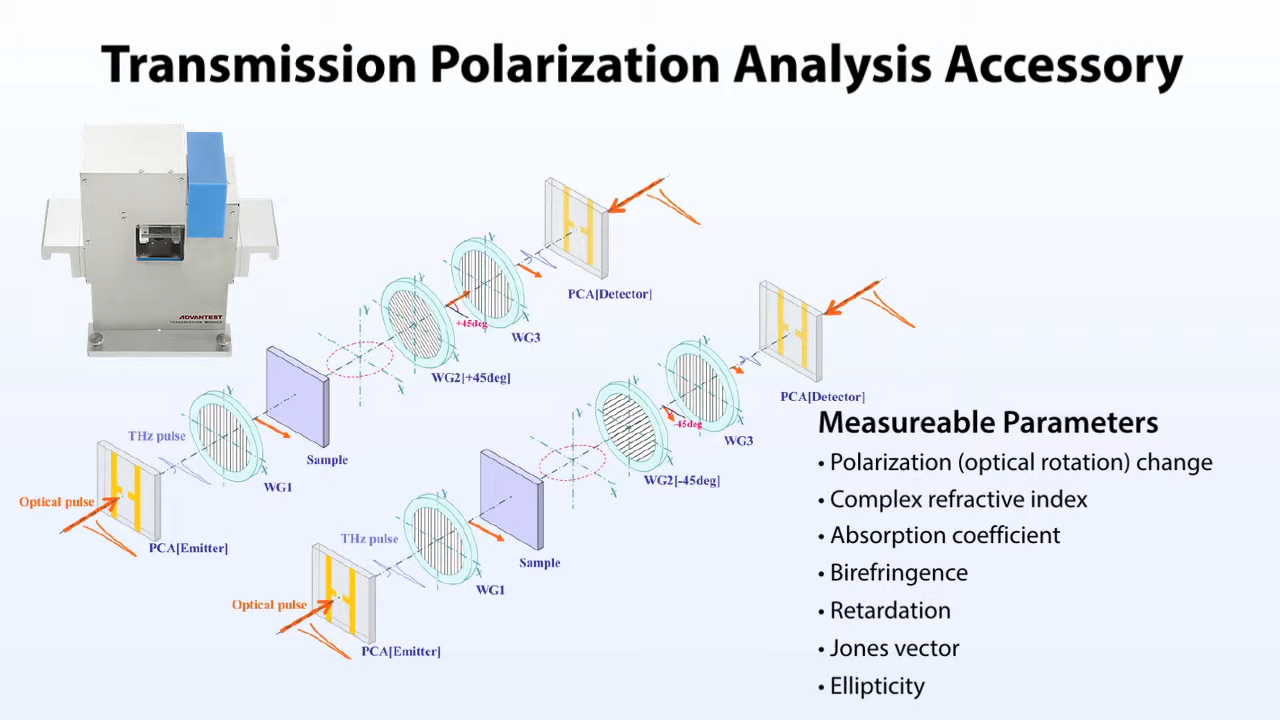 Transmission Polarization Analysis Accessory
ADVANTEST
TRANSMISSION MODULE
PCA[Detector]
+45deg
WG3
Y
Y
Y
X
WG2[+45deg]
Sample
Y
THz pulse
WG1
Optical pulse
PCA[Emitter]
PCA[Detector]
-45deg
WG3
Y
Y
Y
X
WG2[-45deg]
Sample
Y
THz pulse
WG1
Optical pulse
PCA[Emitter]
Measureable Parameters
• Polarization (optical rotation) change
• Complex refractive index
• Absorption coefficient
• Birefringence
• Retardation
• Jones vector
• Ellipticity